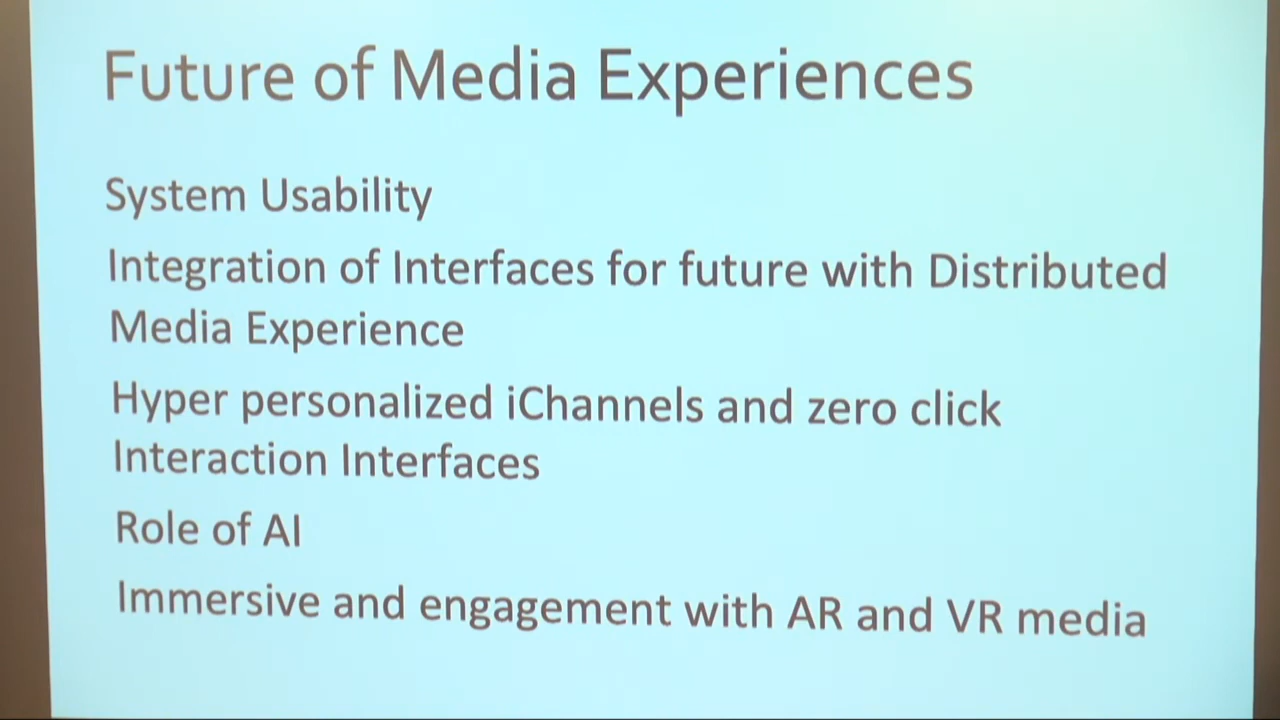 Future of Media Experiences
System Usability
Integration of Interfaces for future with Distributed
Media Experience
Hyper personalized iChannels and zero click
Interaction Interfaces
Role of AI
Immersive and engagement with AR and VR media